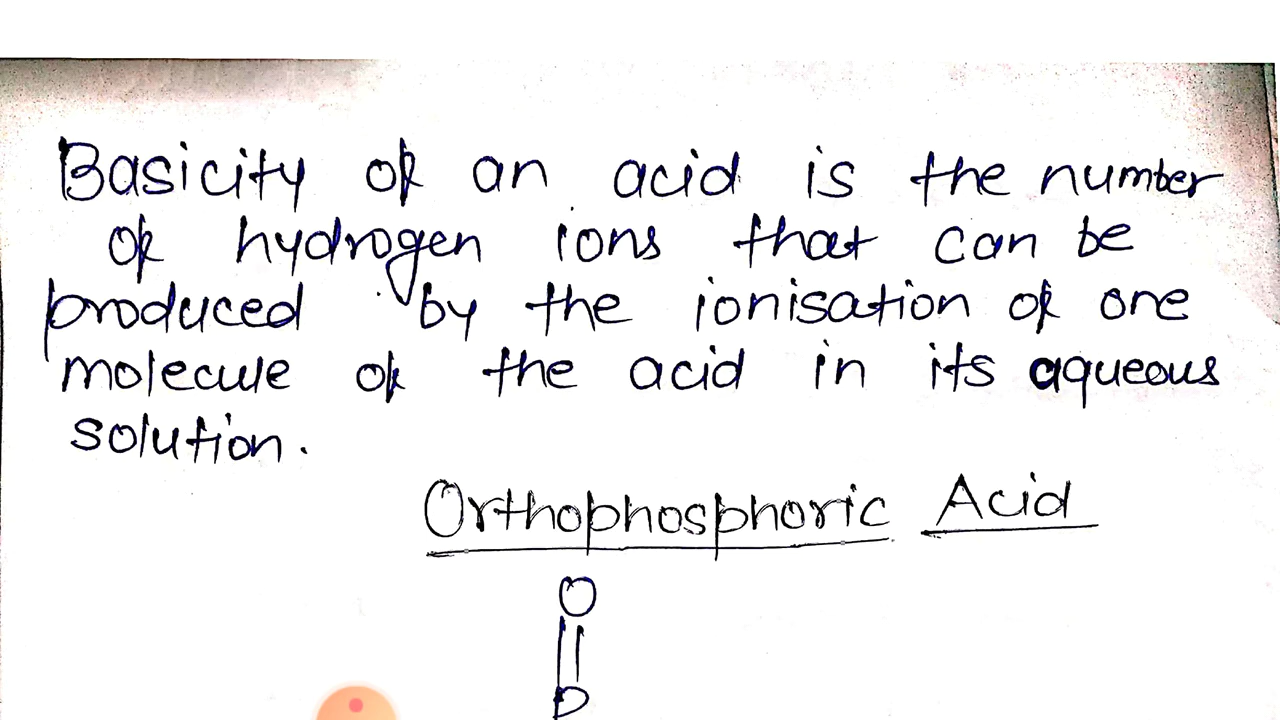 Basicity of an acid is the number
of hydrogen ions that can be
produced by the ionisation of one
molecule of the acid in its aqueous
solution.
Orthophosphoric Acid
O
||
P